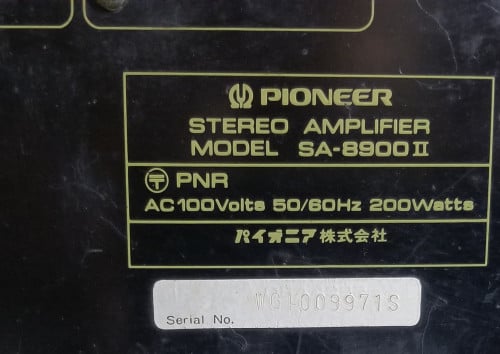 PIONEER
STEREO AMPLIFIER
MODEL SA-8900II
〒 PNR
AC100Volts 50/60Hz 200Watts
パイオニア株式会社
Serial No.